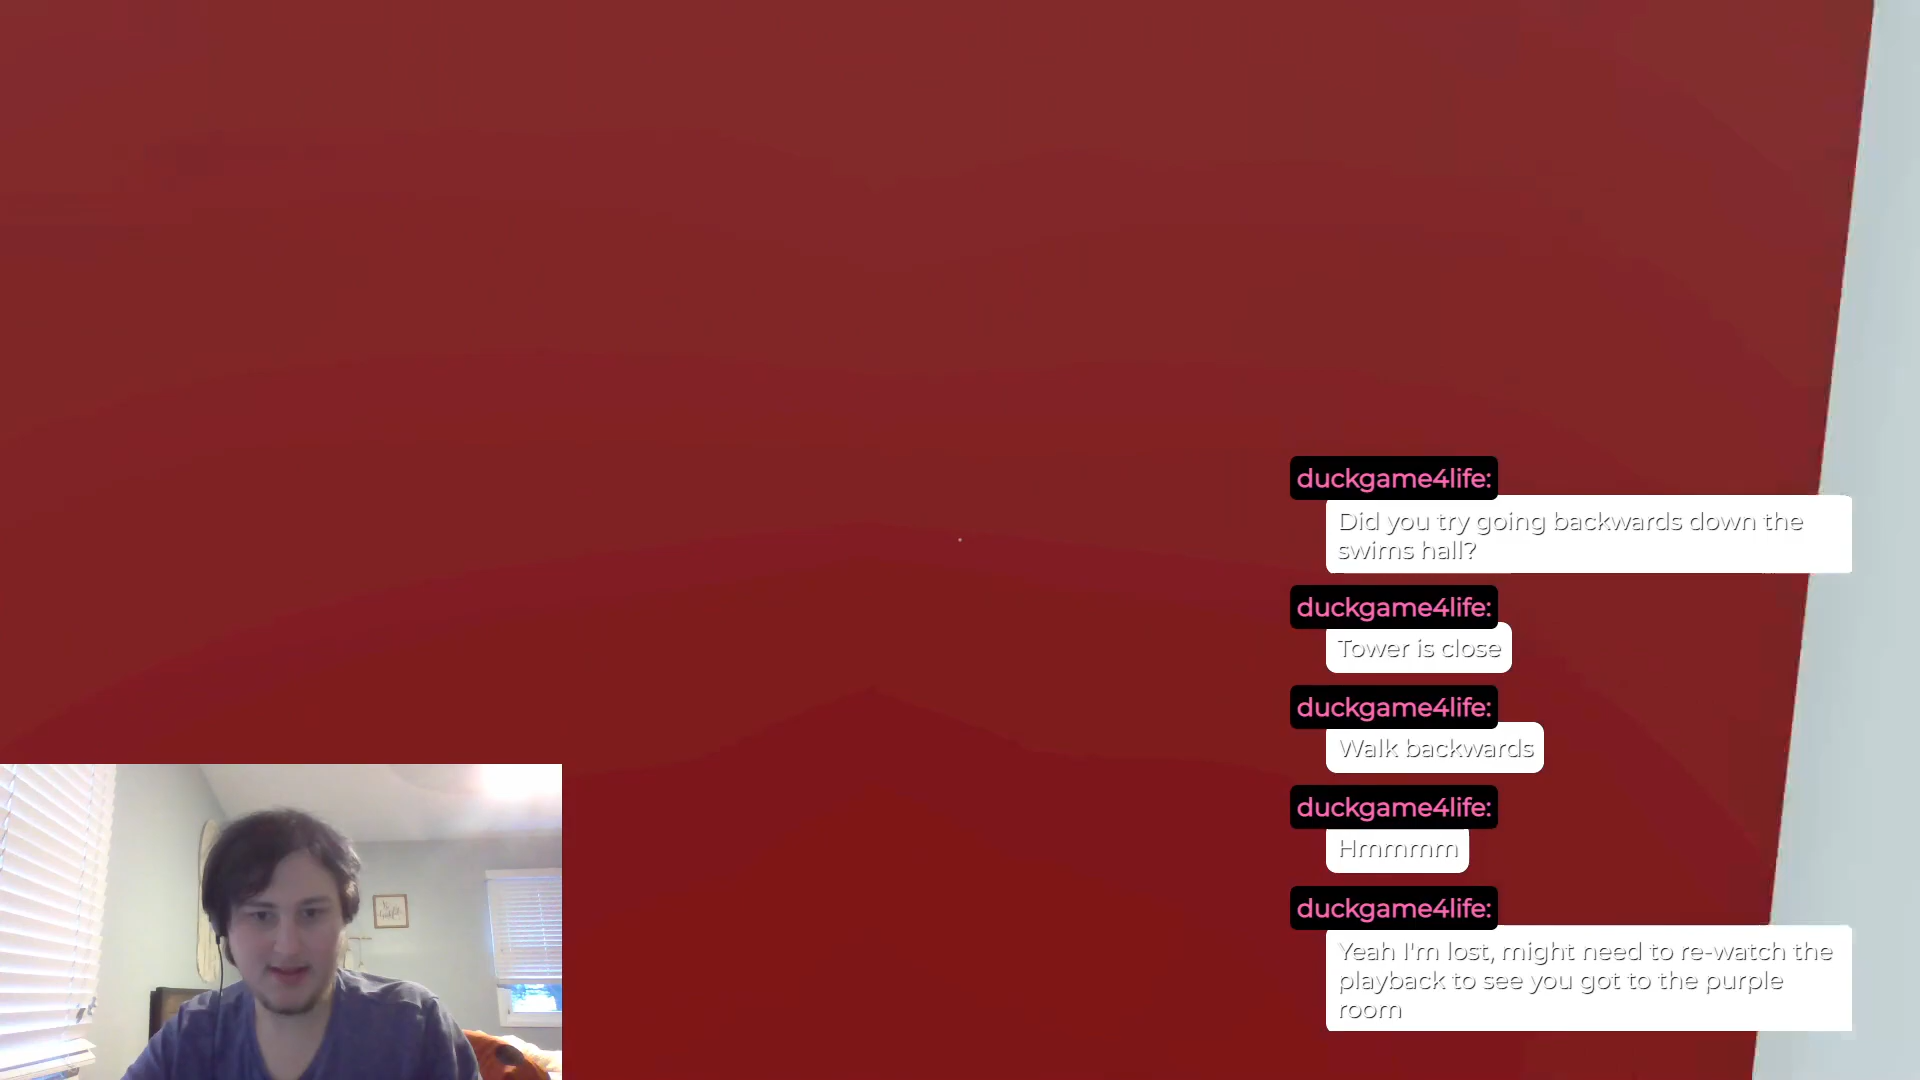 duckgame4life:
Did you try going backwards down the
swims hall?
duckgame4life:
Tower is close
duckgame4life:
Walk backwards
duckgame4life:
Hmmmm
duckgame4life:
Yeah I'm lost, might need to re-watch the
playback to see you got to the purple
room